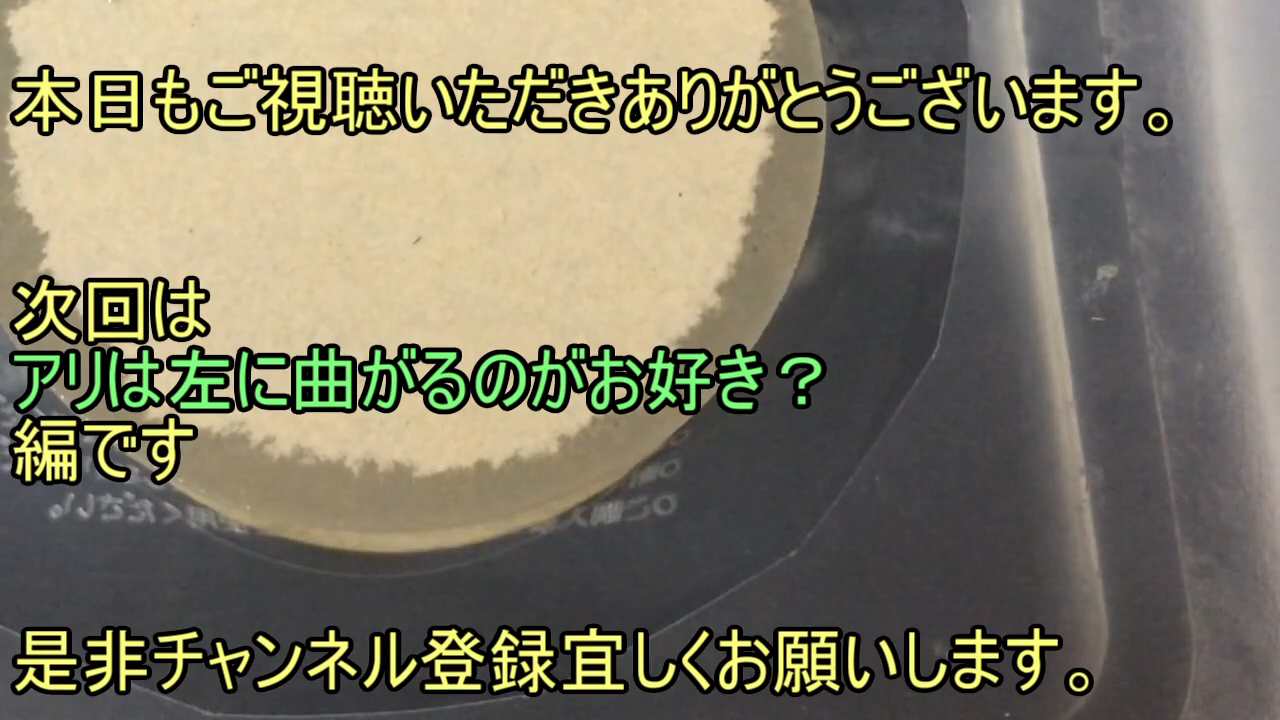 本日もご視聴いただきありがとうございます。
次回は
アリは左に曲がるのがお好き？
編です
是非チャンネル登録宜しくお願いします。